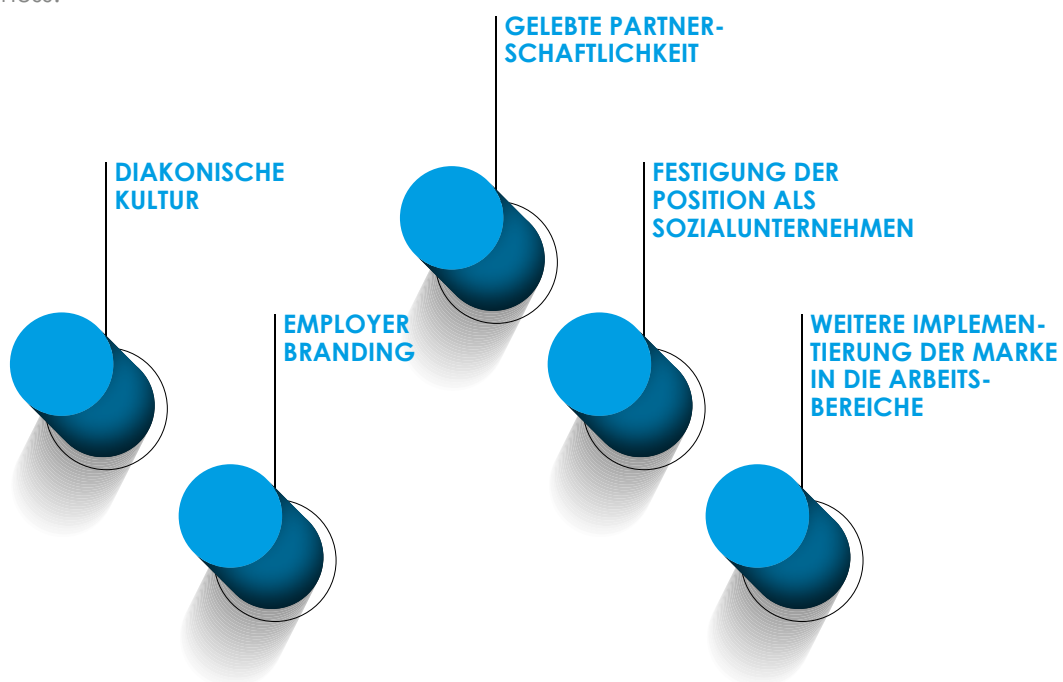 GELEBTE PARTNER-
SCHAFTLICHKEIT
DIAKONISCHE
KULTUR
FESTIGUNG DER
POSITION ALS
SOZIALUNTERNEHMEN
EMPLOYER
BRANDING
WEITERE IMPLEMEN-
TIERUNG DER MARKE
IN DIE ARBEITS-
BEREICHE